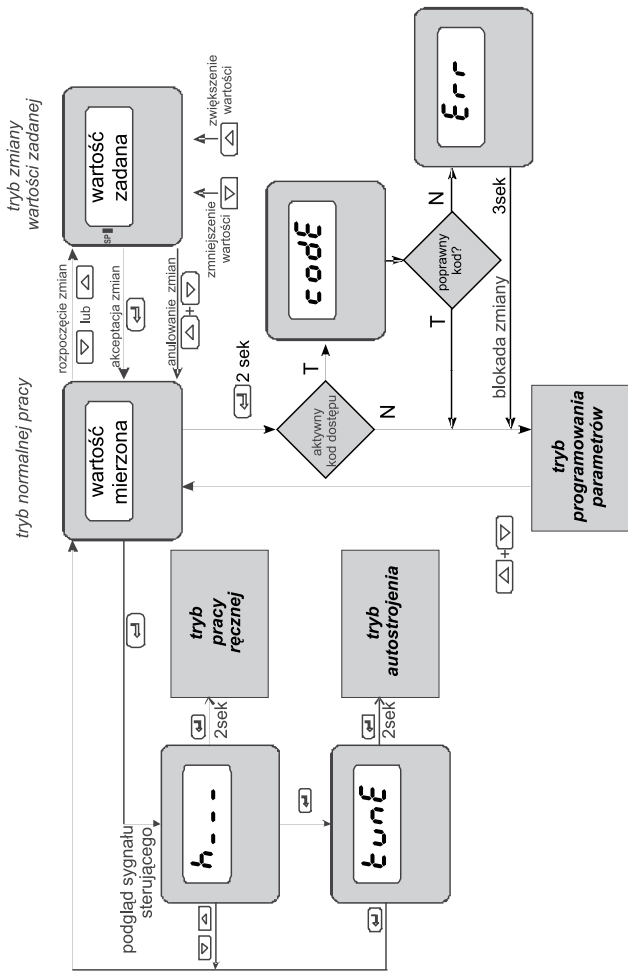 tryb normalnej pracy
tryb zmiany
wartości zadanej
wartość
mierzona
rozpoczęcie zmian
lub
akceptacja zmian
anulowanie zmian
+
SP
wartość
zadana
zmniejszenie
wartości
zwiększenie
wartości
2 sek
aktywny
kod dostępu
T
N
codE
poprawny
kod?
T
N
Err
3sek
blokada zmiany
+
tryb
programowania
parametrów
podgląd sygnału
sterującego
h---
2sek
tryb
pracy
ręcznej
tunE
2sek
tryb
autostrojenia